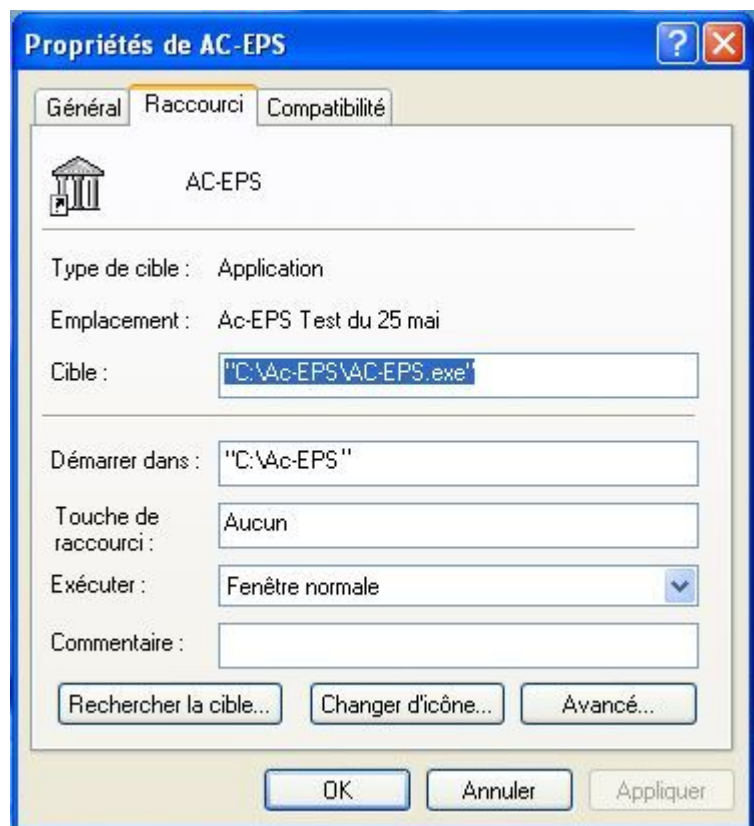 Propriétés de AC-EPS
Général Raccourci Compatibilité
AC-EPS
Type de cible : Application
Emplacement : Ac-EPS Test du 25 mai
Cible : "C:\Ac-EPS\AC-EPS.exe"
Démarrer dans : "C:\Ac-EPS"
Touche de
raccourci : Aucun
Exécuter : Fenêtre normale
Commentaire :
Rechercher la cible... Changer d'icône... Avancé...
OK Annuler Appliquer